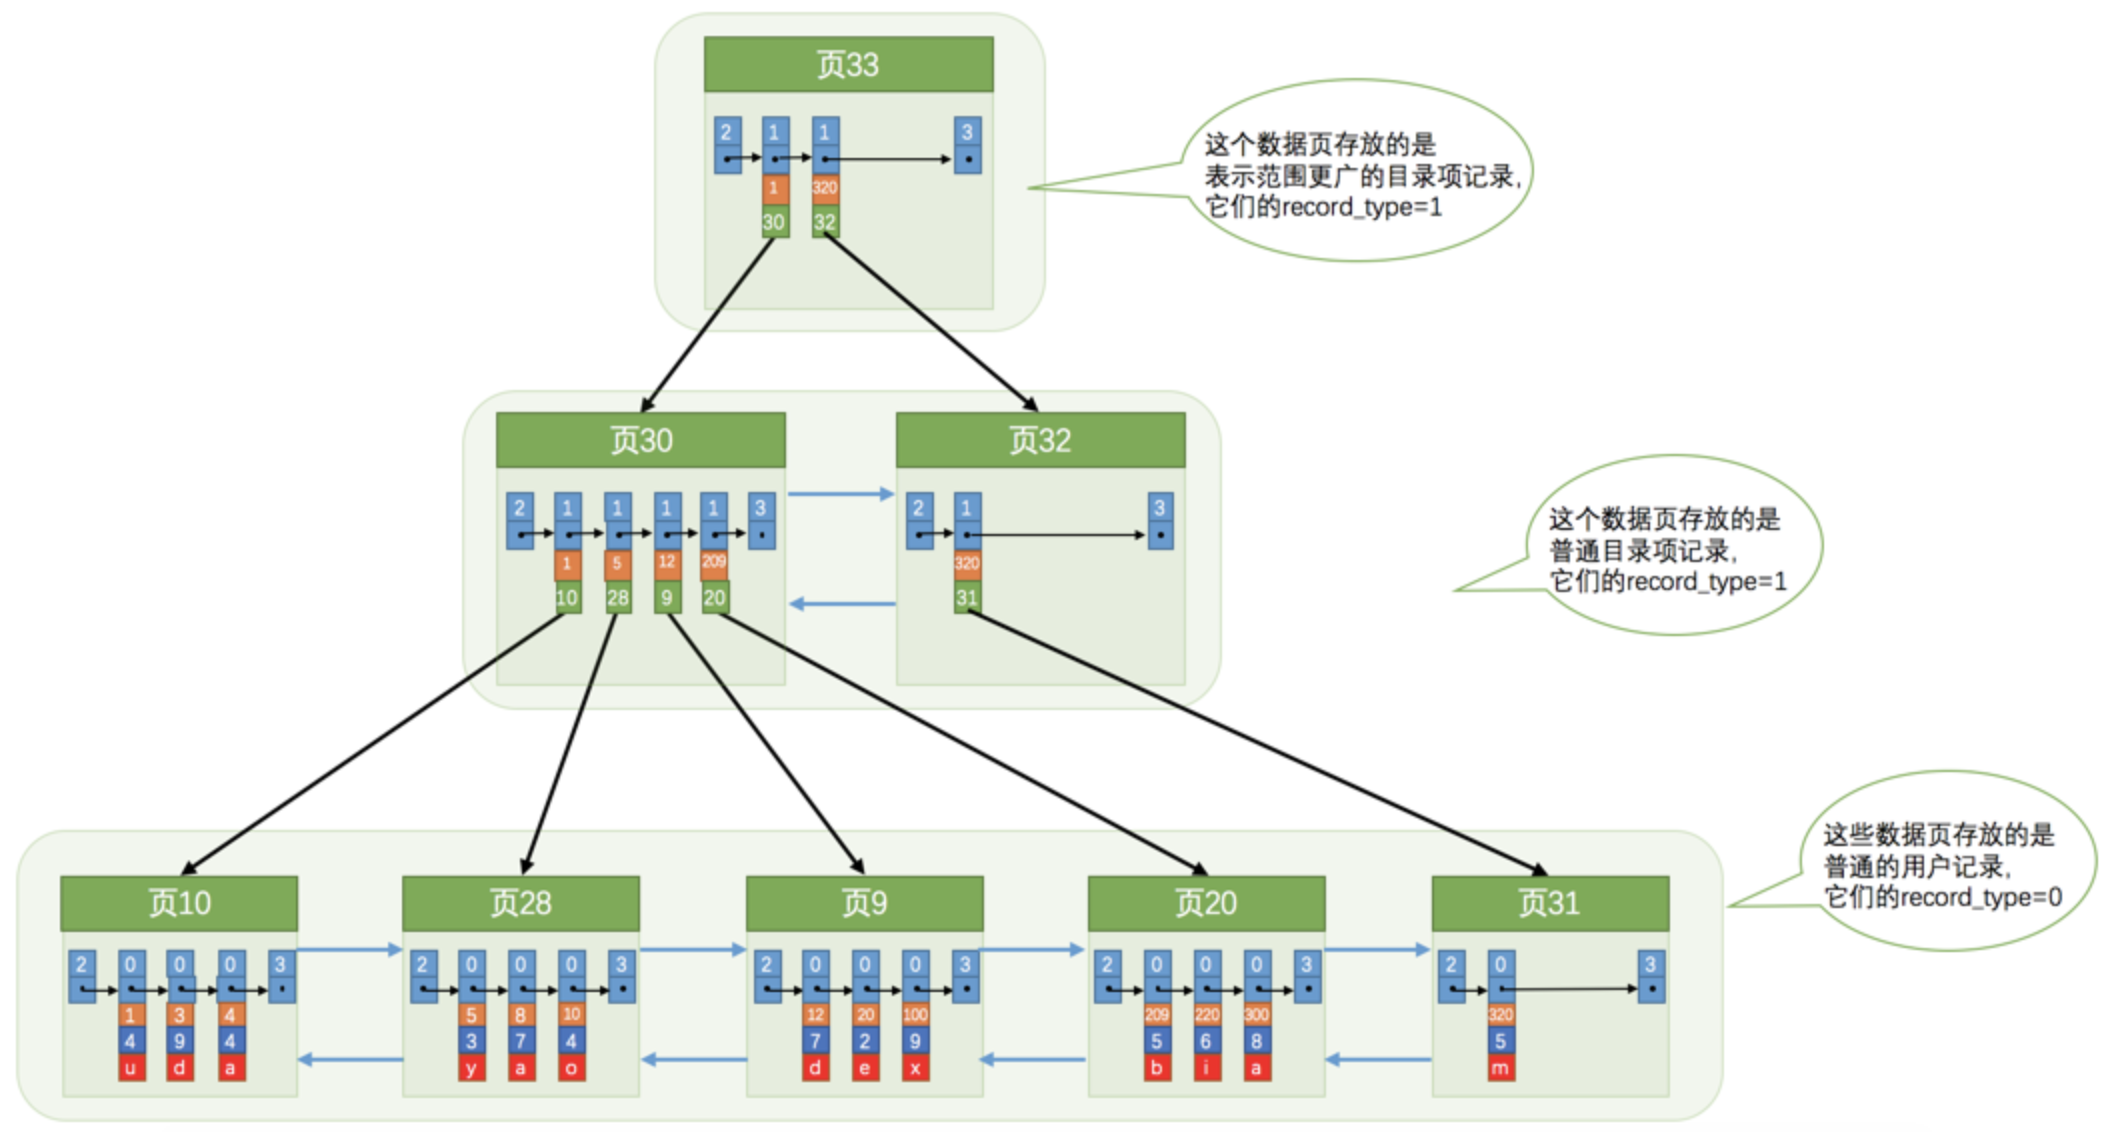 页33
2 1 1 3
1 320
30 32
这个数据页存放的是
表示范围更广的目录项记录,
它们的record_type=1
页30
2 1 1 1 1 3
1 5 12 209
10 28 9 20
页32
2 1 3
320
31
这个数据页存放的是
普通目录项记录,
它们的record_type=1
页10
2 0 0 0 3
1 3 4
4 9 4
u d a
页28
2 0 0 0 3
5 8 10
3 7 4
y a o
页9
2 0 0 0 3
12 20 100
7 2 9
d e x
页20
2 0 0 0 3
209 220 300
5 6 8
b i a
页31
2 0 3
320
5
m
这些数据页存放的是
普通的用户记录,
它们的record_type=0